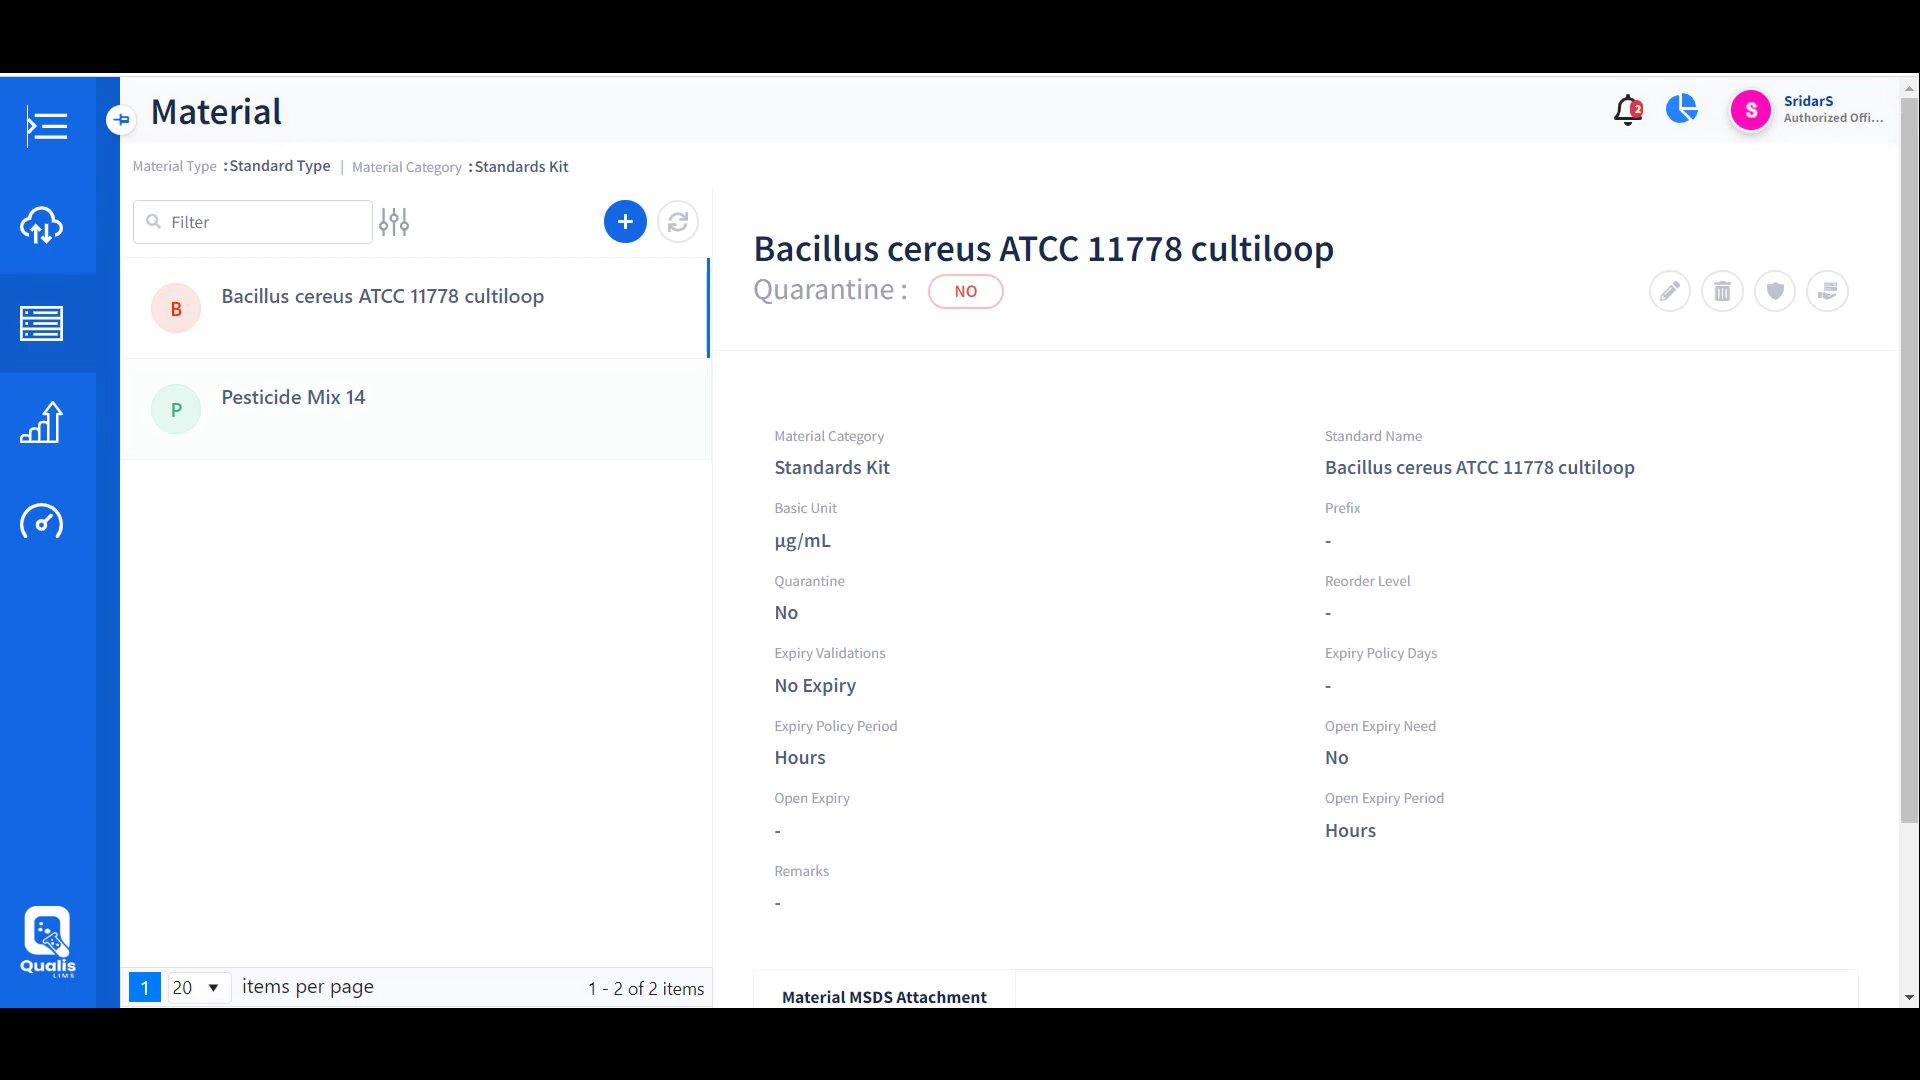 Material
2
S
SridarS
Authorized Offi...
Material Type :Standard Type | Material Category :Standards Kit
Filter
B
Bacillus cereus ATCC 11778 cultiloop
P
Pesticide Mix 14
1 20 items per page 1 - 2 of 2 items
Bacillus cereus ATCC 11778 cultiloop
Quarantine : NO
Material Category
Standards Kit
Standard Name
Bacillus cereus ATCC 11778 cultiloop
Basic Unit
µg/mL
Prefix
-
Quarantine
No
Reorder Level
-
Expiry Validations
No Expiry
Expiry Policy Days
-
Expiry Policy Period
Hours
Open Expiry Need
No
Open Expiry
-
Open Expiry Period
Hours
Remarks
-
Material MSDS Attachment
Qualis
LIMS